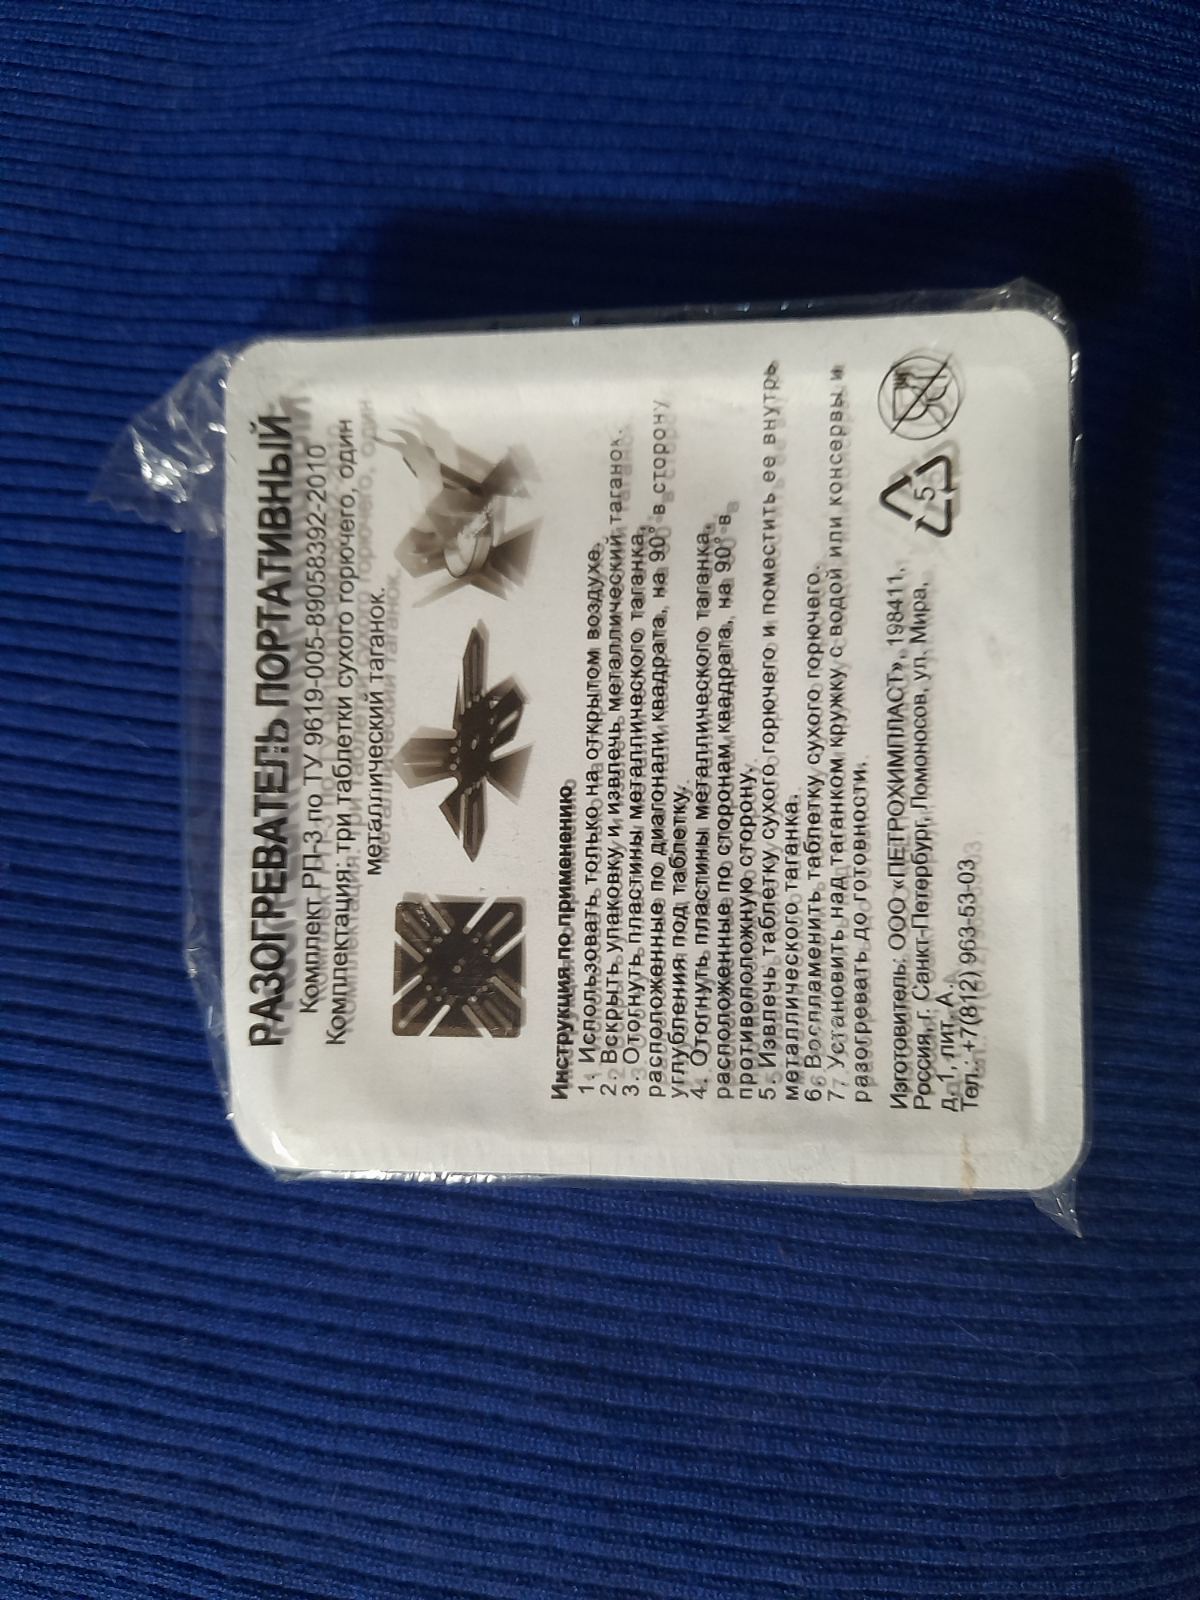 РАЗОГРЕВАТЕЛЬ ПОРТАТИВНЫЙ
Комплект РП-3 по ТУ 9619-005-89058392-2010
Комплектация: три таблетки сухого горючего, один
металлический таганок.
Инструкция по применению
1. Использовать только на открытом воздухе.
2. Вскрыть упаковку и извлечь металлический таганок.
3. Отогнуть пластины металлического таганка,
расположенные по диагонали квадрата, на 90° в сторону
углубления под таблетку.
4. Отогнуть пластины металлического таганка,
расположенные по сторонам квадрата, на 90° в
противоположную сторону.
5. Извлечь таблетку сухого горючего и поместить ее внутрь
металлического таганка.
6 Воспламенить таблетку сухого горючего.
7 Установить над таганком кружку с водой или консервы и
разогревать до готовности.
Изготовитель: ООО «ПЕТРОХИМПЛАСТ», 198411,
Россия, г. Санкт-Петербург, Ломоносов, ул. Мира,
д.1, лит. А.
Тел.: +7(812) 963-53-03
5